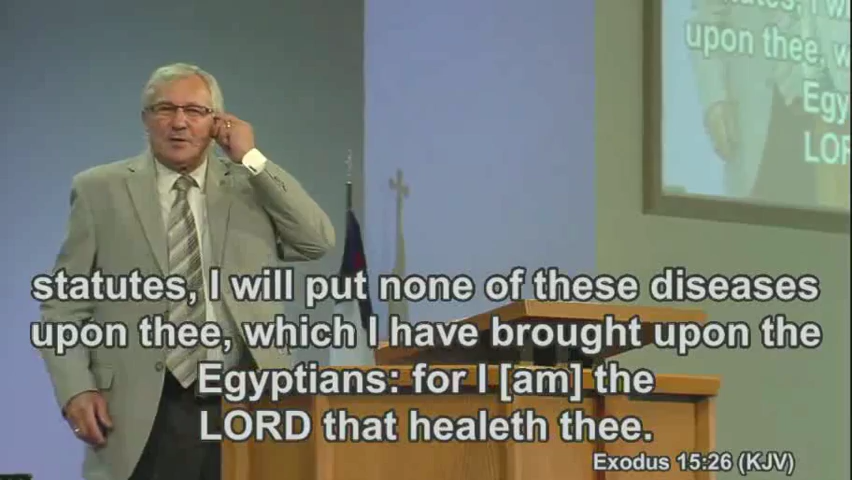 statutes, I w
upon thee, w
Egy
LOR
statutes, I will put none of these diseases
upon thee, which I have brought upon the
Egyptians: for I [am] the
LORD that healeth thee.
Exodus 15:26 (KJV)